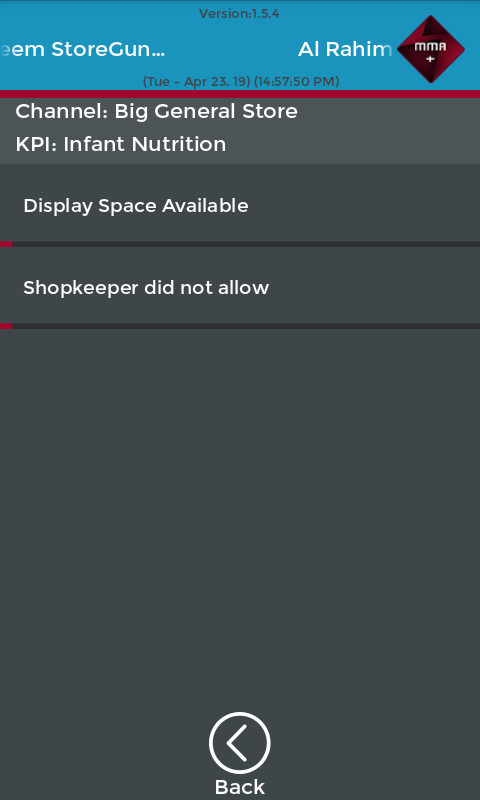 Version:1.5.4
eem StoreGun... Al Rahim
MMA
+
(Tue - Apr 23, 19) (14:57:50 PM)
Channel: Big General Store
KPI: Infant Nutrition
Display Space Available
Shopkeeper did not allow
Back